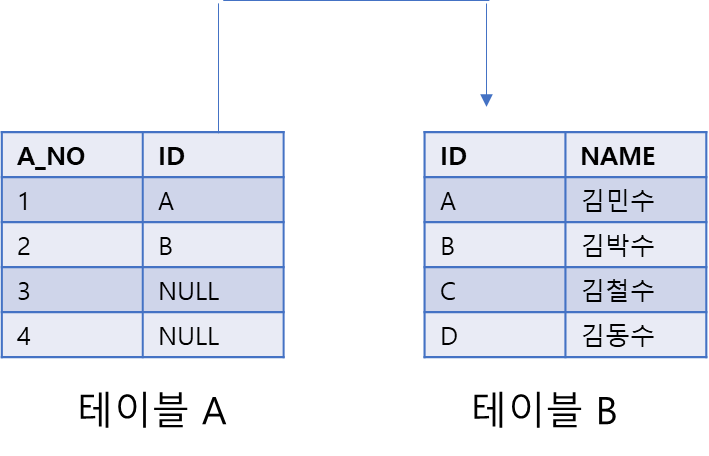 A_NO ID
1 A
2 B
3 NULL
4 NULL
테이블 A
ID NAME
A 김민수
B 김박수
C 김철수
D 김동수
테이블 B